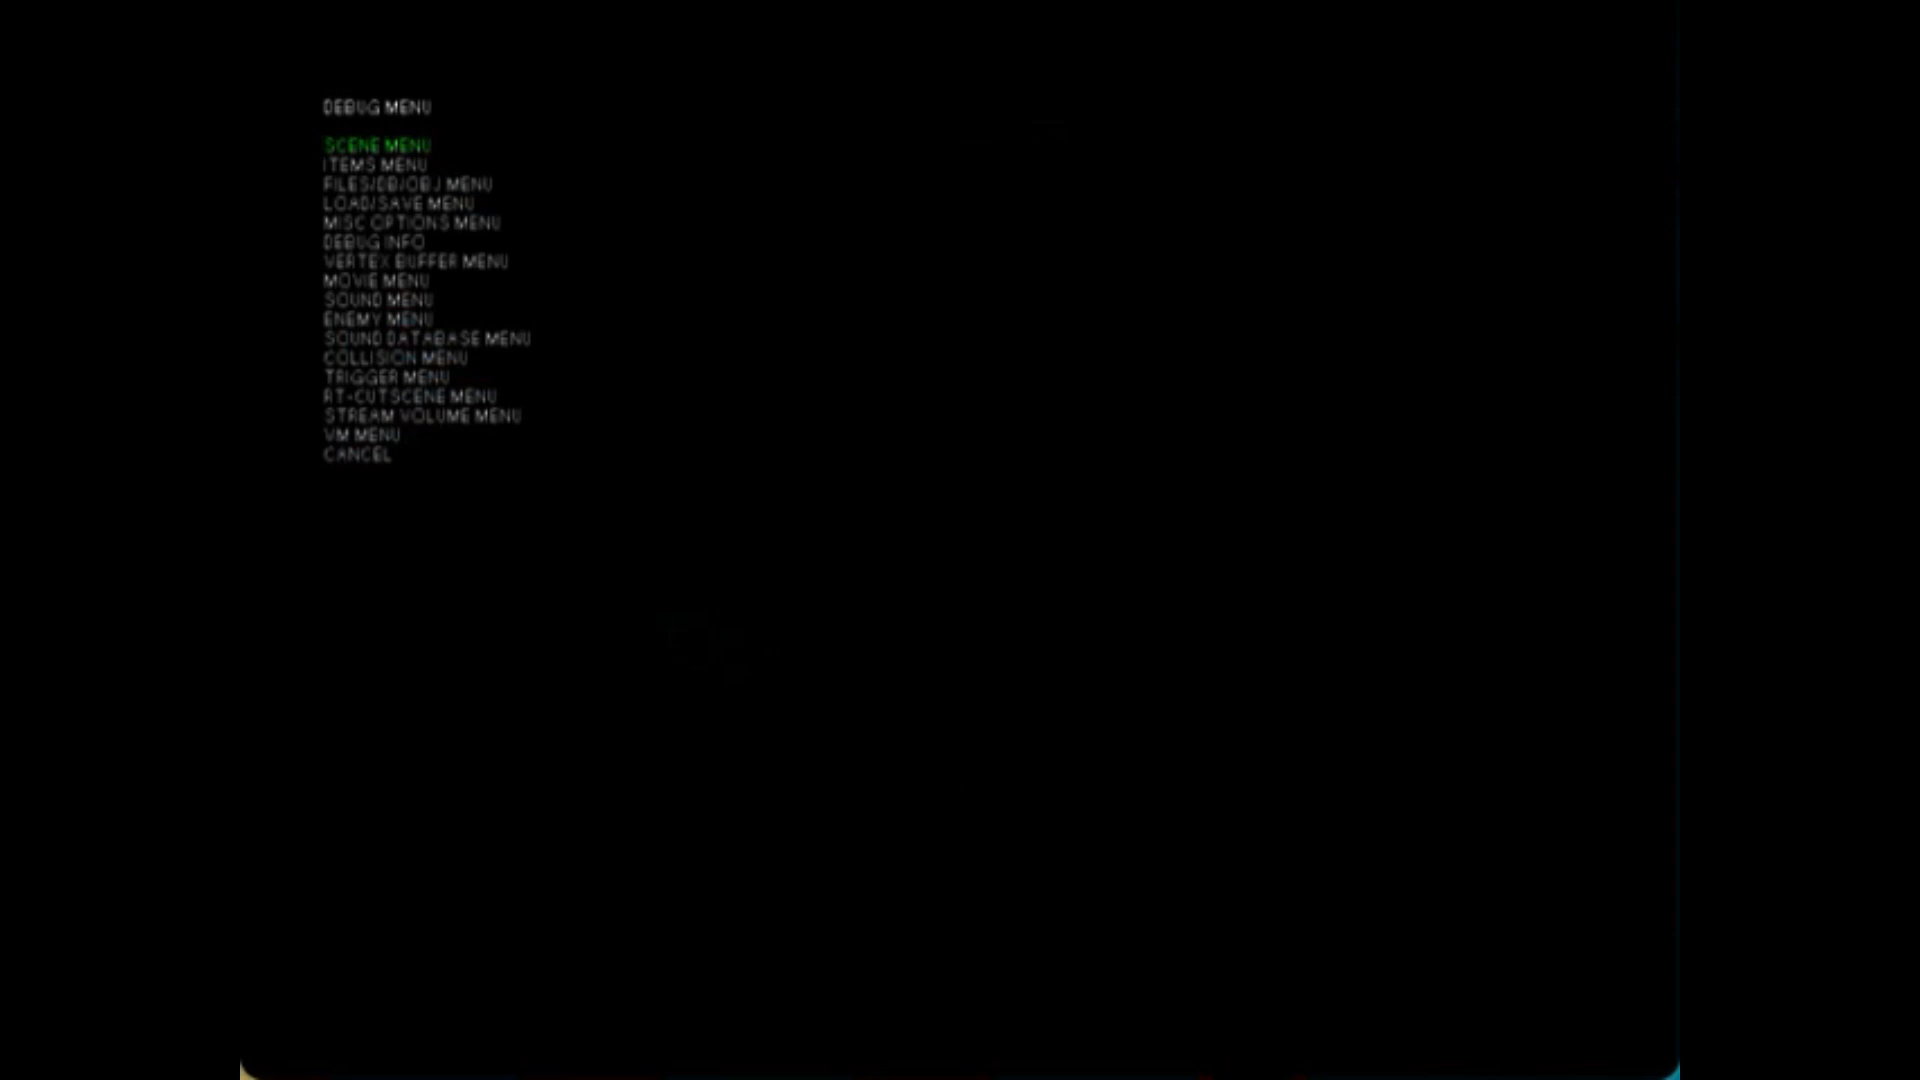 DEBUG MENU
SCENE MENU
ITEMS MENU
FILES/DB/OBJ MENU
LOAD/SAVE MENU
MISC OPTIONS MENU
DEBUG INFO
VERTEX BUFFER MENU
MOVIE MENU
SOUND MENU
ENEMY MENU
SOUND DATABASE MENU
COLLISION MENU
TRIGGER MENU
RT-CUTSCENE MENU
STREAM VOLUME MENU
VM MENU
CANCEL